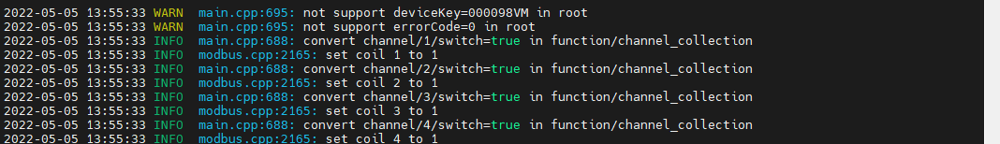 2022-05-05 13:55:33 WARN  main.cpp:695: not support deviceKey=000098VM in root
2022-05-05 13:55:33 WARN  main.cpp:695: not support errorCode=0 in root
2022-05-05 13:55:33 INFO  main.cpp:688: convert channel/1/switch=true in function/channel_collection
2022-05-05 13:55:33 INFO  modbus.cpp:2165: set coil 1 to 1
2022-05-05 13:55:33 INFO  main.cpp:688: convert channel/2/switch=true in function/channel_collection
2022-05-05 13:55:33 INFO  modbus.cpp:2165: set coil 2 to 1
2022-05-05 13:55:33 INFO  main.cpp:688: convert channel/3/switch=true in function/channel_collection
2022-05-05 13:55:33 INFO  modbus.cpp:2165: set coil 3 to 1
2022-05-05 13:55:33 INFO  main.cpp:688: convert channel/4/switch=true in function/channel_collection
2022-05-05 13:55:33 INFO  modbus.cpp:2165: set coil 4 to 1